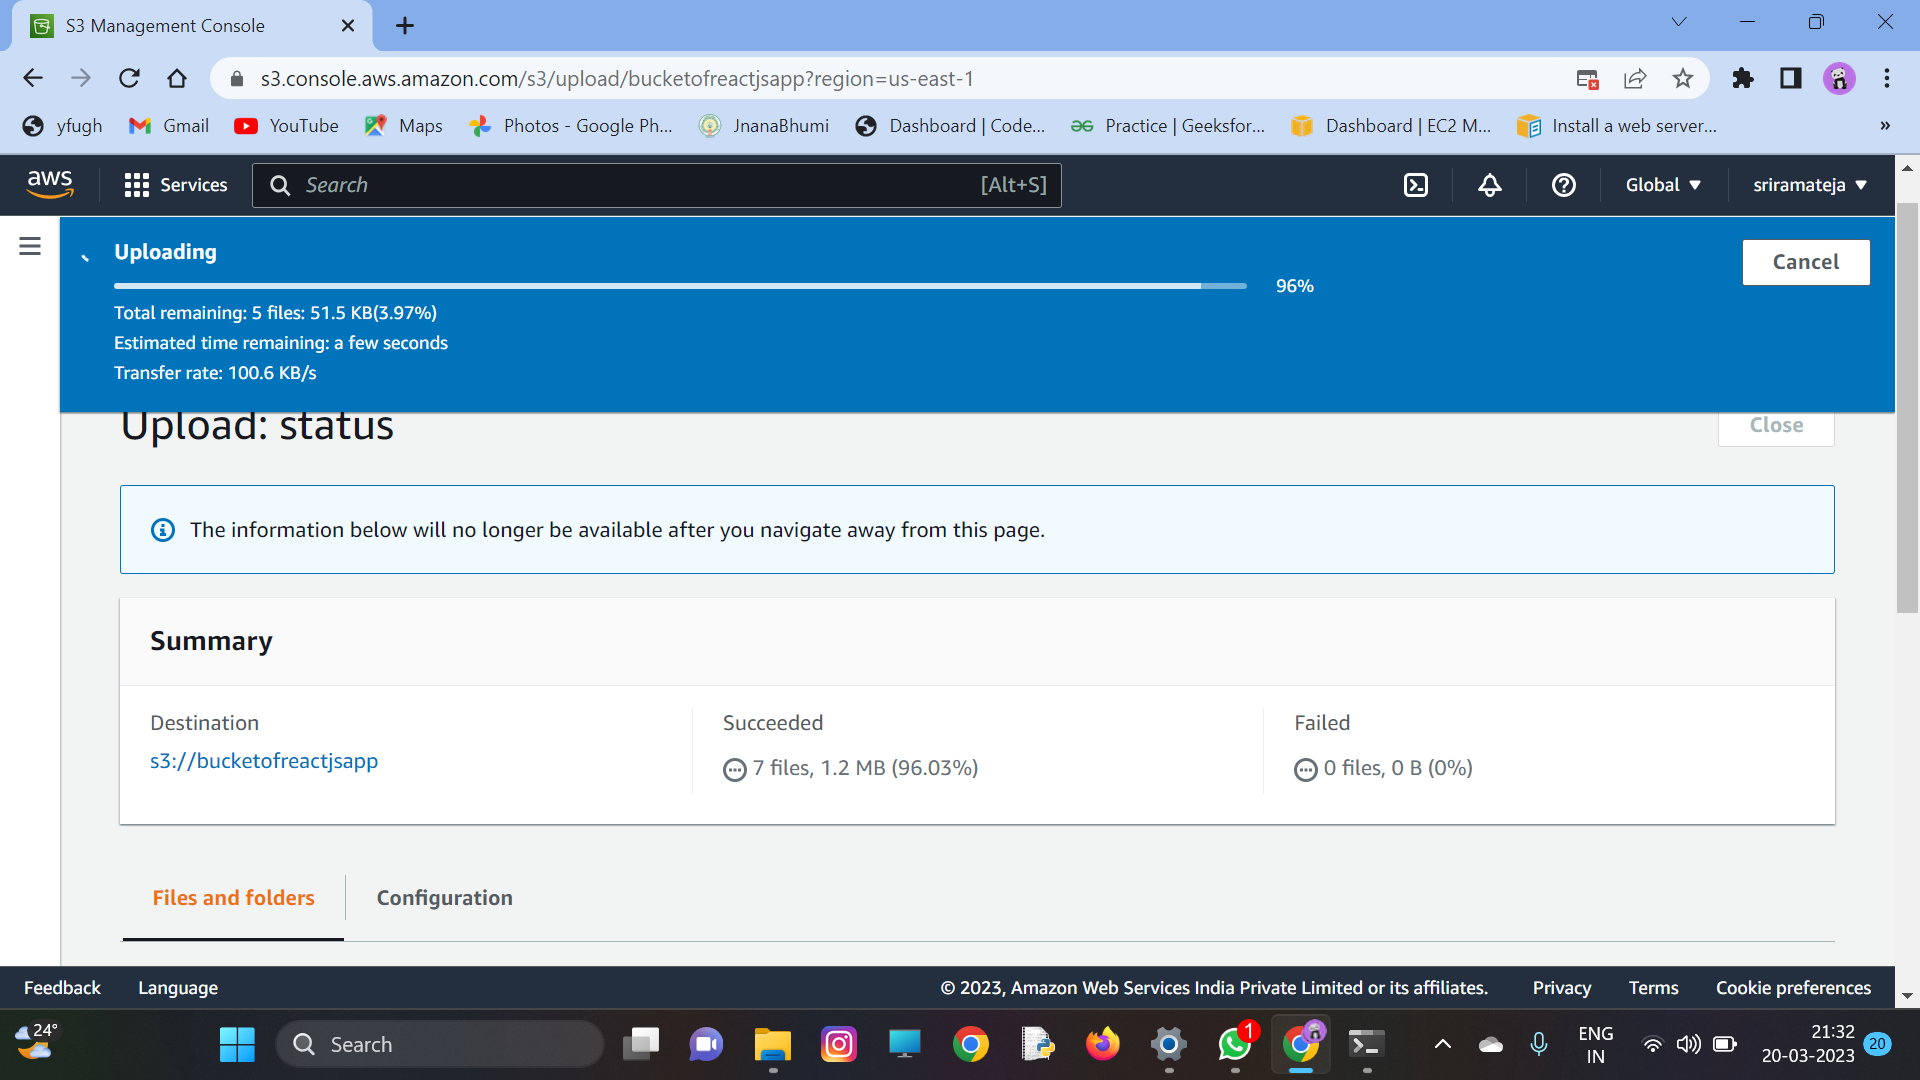 S3 Management Console
s3.console.aws.amazon.com/s3/upload/bucketofreactjsapp?region=us-east-1
yfugh Gmail YouTube Maps Photos - Google Ph... JnanaBhumi Dashboard | Code... Practice | Geeksfor... Dashboard | EC2 M... Install a web server... »
aws Services Search [Alt+S] Global sriramateja
Uploading
Cancel
96%
Total remaining: 5 files: 51.5 KB(3.97%)
Estimated time remaining: a few seconds
Transfer rate: 100.6 KB/s
Upload: status
Close
The information below will no longer be available after you navigate away from this page.
Summary
Destination
s3://bucketofreactjsapp
Succeeded
7 files, 1.2 MB (96.03%)
Failed
0 files, 0 B (0%)
Files and folders Configuration
Feedback Language © 2023, Amazon Web Services India Private Limited or its affiliates. Privacy Terms Cookie preferences
24°
Search
1
ENG
IN
21:32
20-03-2023
20